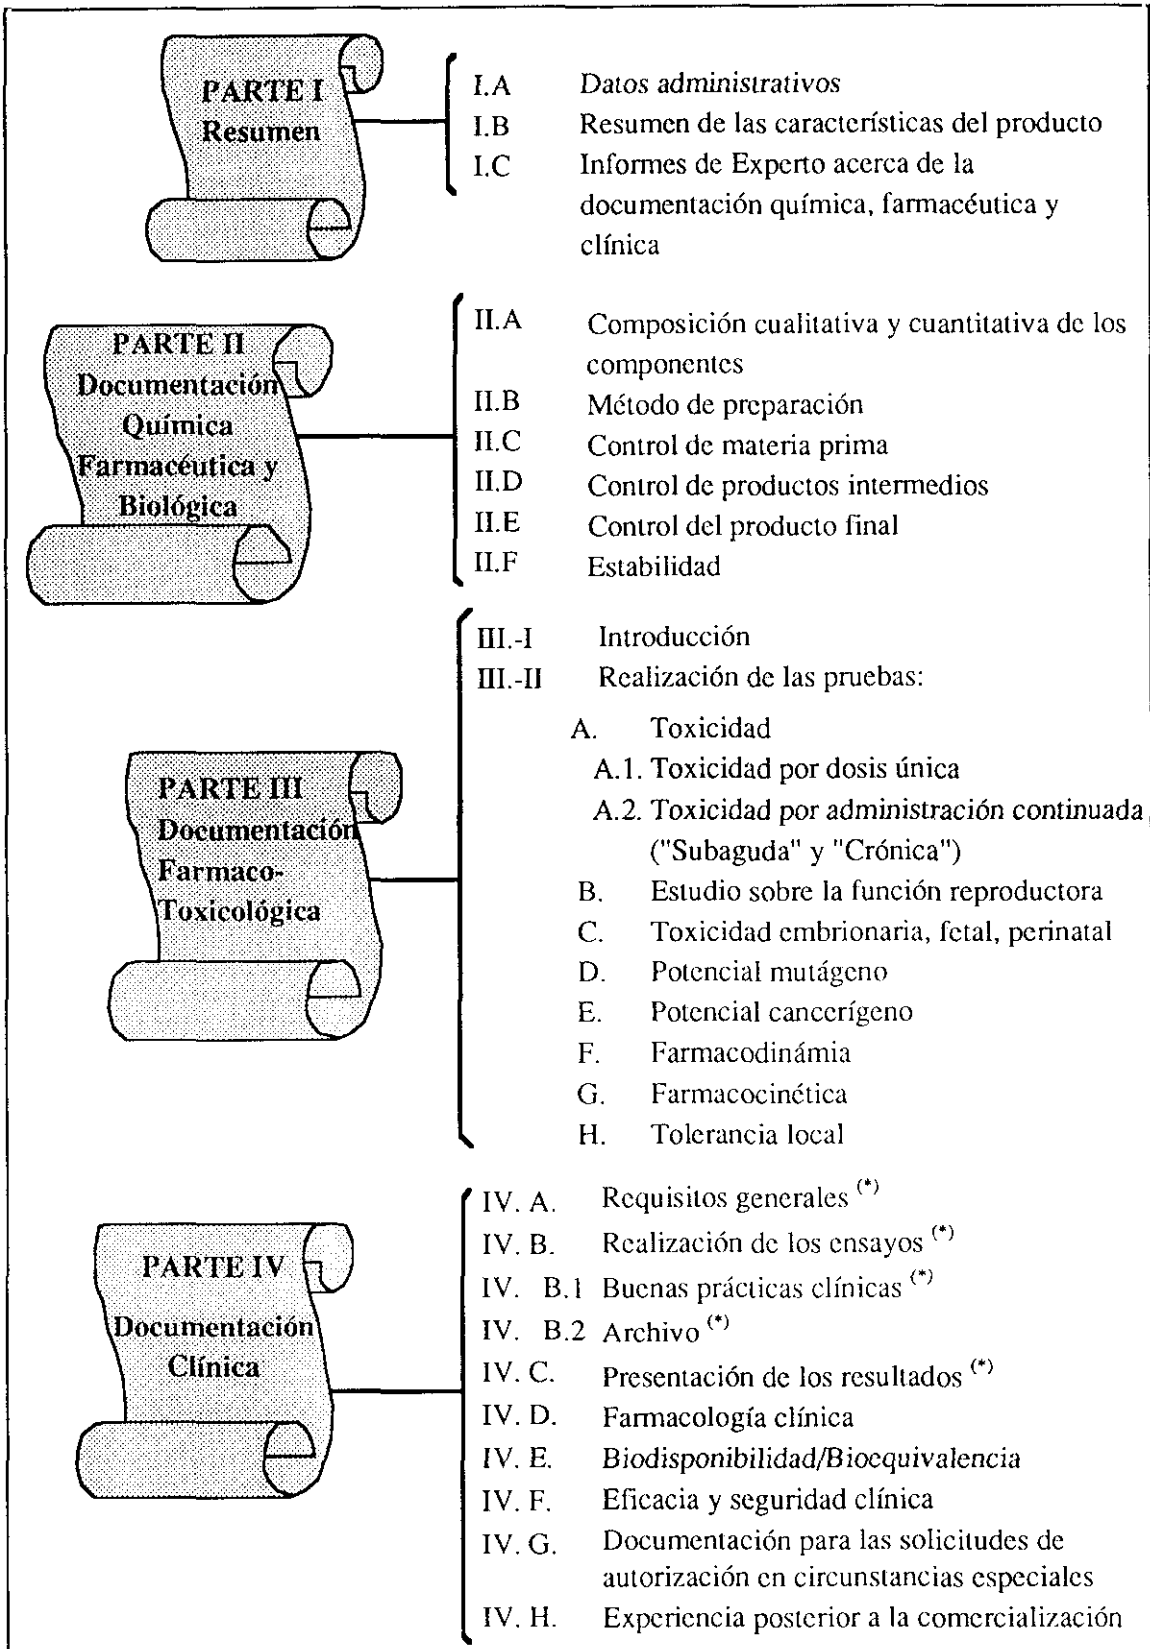 PARTE I
Resumen
I.A Datos administrativos
I.B Resumen de las características del producto
I.C Informes de Experto acerca de la
documentación química, farmacéutica y
clínica
PARTE II
Documentación
Química
Farmacéutica y
Biológica
II.A Composición cualitativa y cuantitativa de los
componentes
II.B Método de preparación
II.C Control de materia prima
II.D Control de productos intermedios
II.E Control del producto final
II.F Estabilidad
PARTE III
Documentación
Farmaco-
Toxicológica
III.-I Introducción
III.-II Realización de las pruebas:
A. Toxicidad
A.1. Toxicidad por dosis única
A.2. Toxicidad por administración continuada
("Subaguda" y "Crónica")
B. Estudio sobre la función reproductora
C. Toxicidad embrionaria, fetal, perinatal
D. Potencial mutágeno
E. Potencial cancerígeno
F. Farmacodinámia
G. Farmacocinética
H. Tolerancia local
PARTE IV
Documentación
Clínica
IV. A. Requisitos generales (*)
IV. B. Realización de los ensayos (*)
IV. B.1 Buenas prácticas clínicas (*)
IV. B.2 Archivo (*)
IV. C. Presentación de los resultados (*)
IV. D. Farmacología clínica
IV. E. Biodisponibilidad/Bioequivalencia
IV. F. Eficacia y seguridad clínica
IV. G. Documentación para las solicitudes de
autorización en circunstancias especiales
IV. H. Experiencia posterior a la comercialización